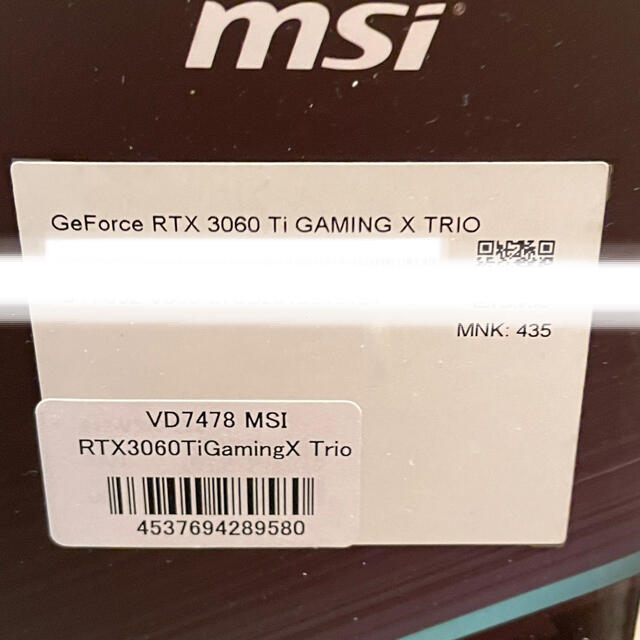 msi
GeForce RTX 3060 Ti GAMING X TRIO
MNK: 435
VD7478 MSI
RTX3060TiGamingX Trio
4537694289580